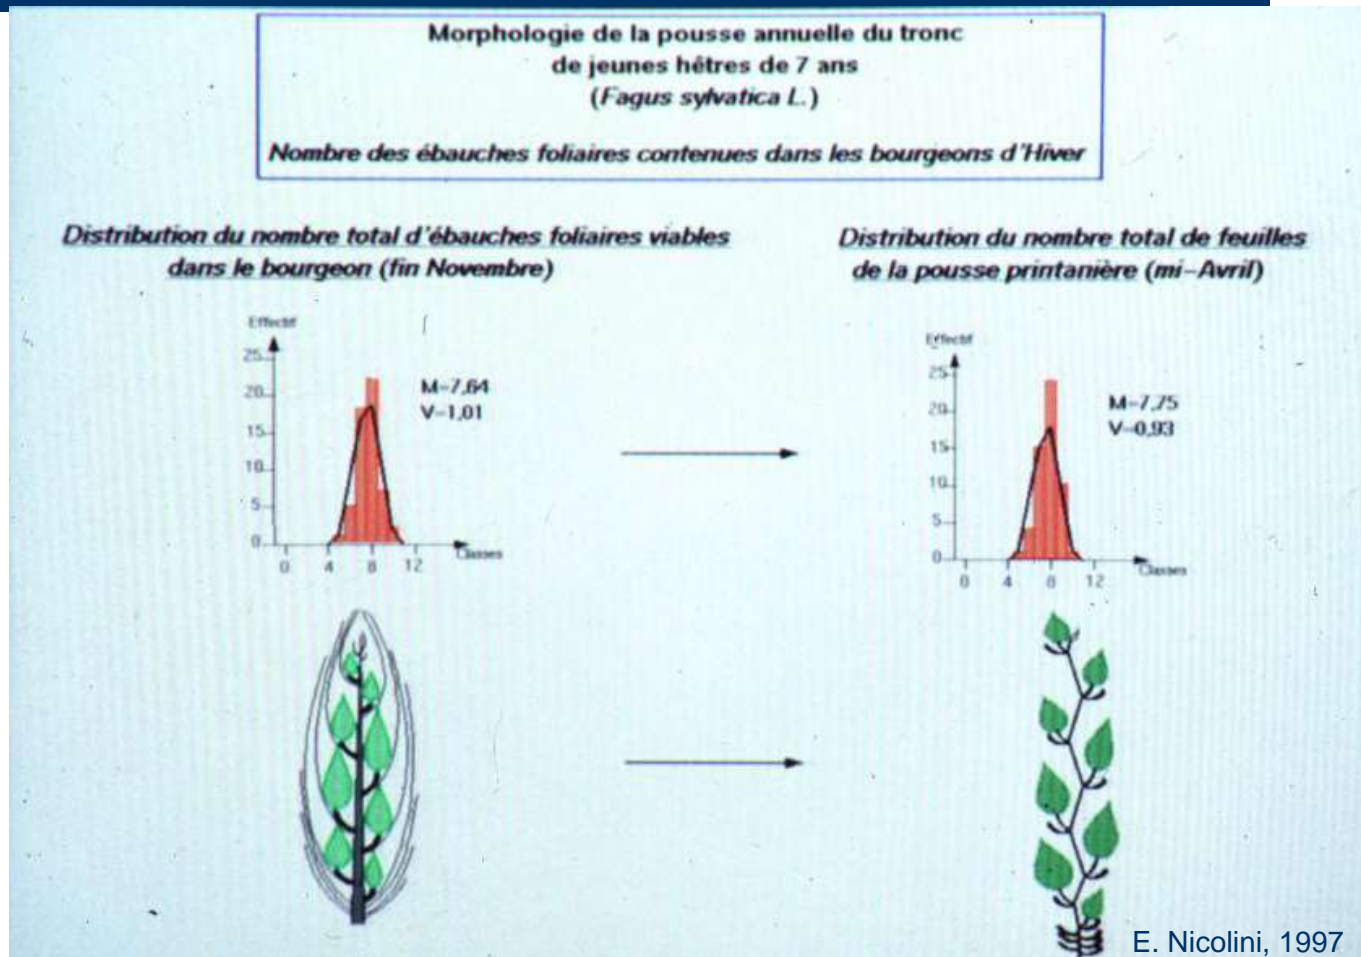 Morphologie de la pousse annuelle du tronc
de jeunes hêtres de 7 ans
(Fagus sylvatica L.)
Nombre des ébauches foliaires contenues dans les bourgeons d'Hiver
Distribution du nombre total d'ébauches foliaires viables
dans le bourgeon (fin Novembre)
Distribution du nombre total de feuilles
de la pousse printanière (mi-Avril)
Effectif
25
20
15
10
5
0
0 4 8 12
Classes
M=7,64
V=1,01
Effectif
25
20
15
10
5
0
0 4 8 12
Classes
M=7,75
V=0,93
E. Nicolini, 1997